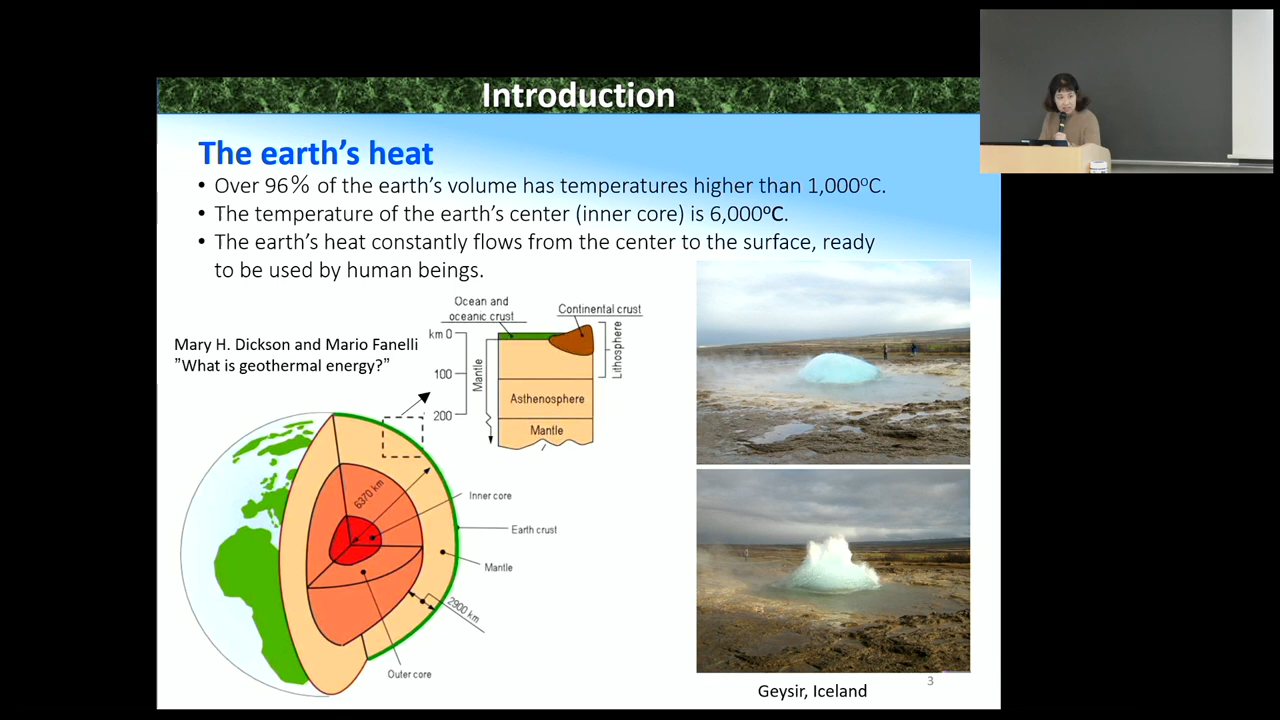 Introduction
The earth's heat
• Over 96% of the earth's volume has temperatures higher than 1,000ºC.
• The temperature of the earth's center (inner core) is 6,000ºC.
• The earth's heat constantly flows from the center to the surface, ready
to be used by human beings.
Mary H. Dickson and Mario Fanelli
"What is geothermal energy?"
Ocean and
oceanic crust
Continental crust
km 0
100
200
Mantle
Lithosphere
Asthenosphere
Mantle
6370 km
Inner core
Earth crust
Mantle
2900 km
Outer core
Geysir, Iceland
3